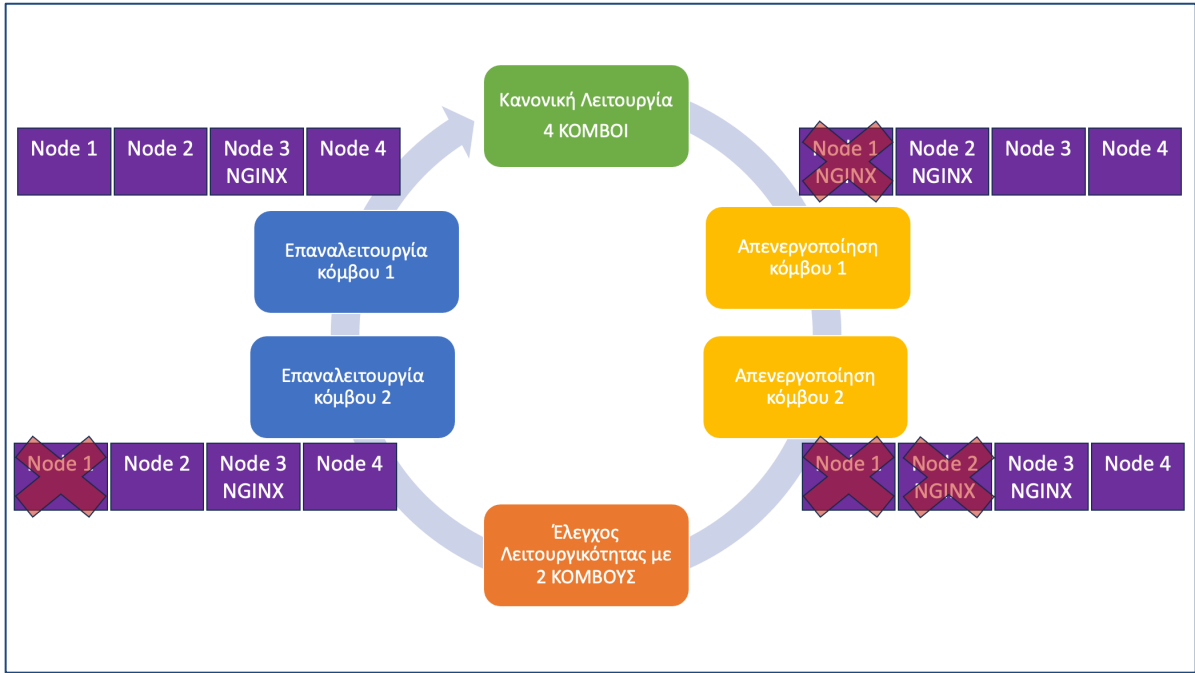 Κανονική Λειτουργία
4 ΚΟΜΒΟΙ
Node 1
Node 2
Node 3
NGINX
Node 4
Node 1
NGINX
Node 2
NGINX
Node 3
Node 4
Επαναλειτουργία
κόμβου 1
Απενεργοποίηση
κόμβου 1
Επαναλειτουργία
κόμβου 2
Απενεργοποίηση
κόμβου 2
Node 1
Node 2
Node 3
NGINX
Node 4
Node 1
Node 2
NGINX
Node 3
NGINX
Node 4
Έλεγχος
Λειτουργικότητας με
2 ΚΟΜΒΟΥΣ